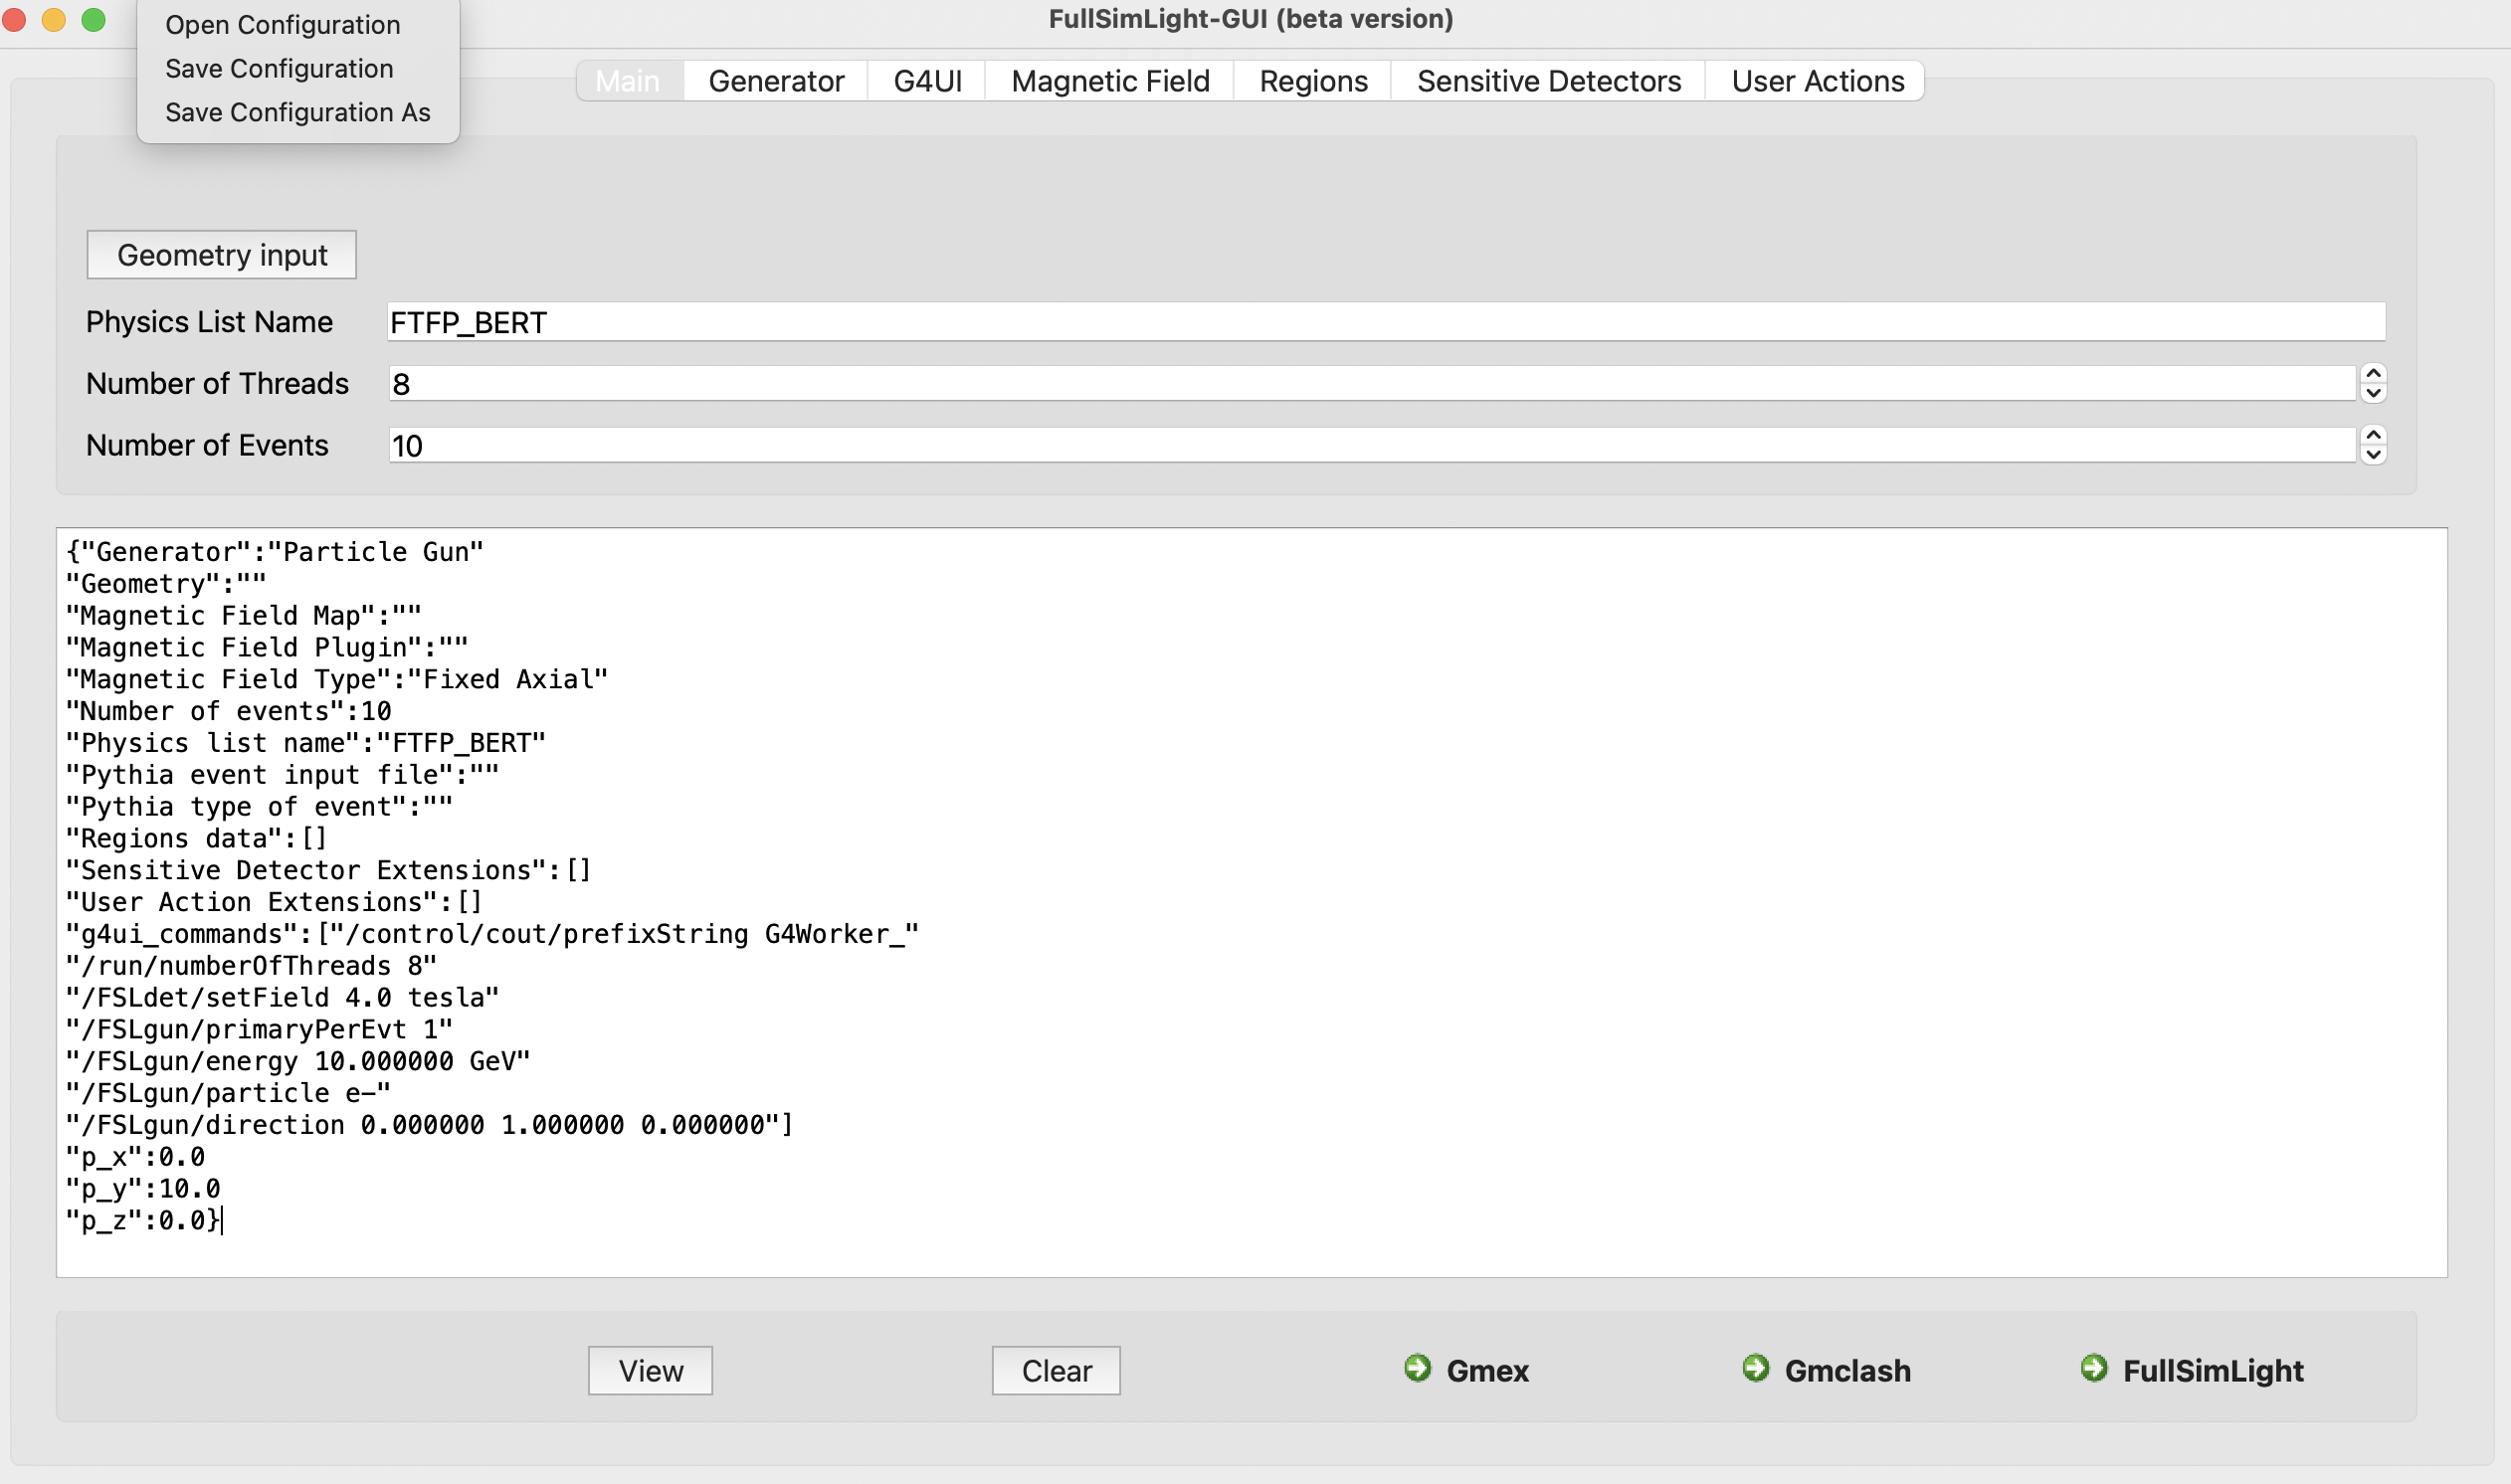 FullSimLight-GUI (beta version)
Open Configuration
Save Configuration
Save Configuration As
Main Generator G4UI Magnetic Field Regions Sensitive Detectors User Actions
Geometry input
Physics List Name FTFP_BERT
Number of Threads 8
Number of Events 10
{"Generator":"Particle Gun"
"Geometry":""
"Magnetic Field Map":""
"Magnetic Field Plugin":""
"Magnetic Field Type":"Fixed Axial"
"Number of events":10
"Physics list name":"FTFP_BERT"
"Pythia event input file":""
"Pythia type of event":""
"Regions data":[]
"Sensitive Detector Extensions":[]
"User Action Extensions":[]
"g4ui_commands":["/control/cout/prefixString G4Worker_"
"/run/numberOfThreads 8"
"/FSLdet/setField 4.0 tesla"
"/FSLgun/primaryPerEvt 1"
"/FSLgun/energy 10.000000 GeV"
"/FSLgun/particle e-"
"/FSLgun/direction 0.000000 1.000000 0.000000"]
"p_x":0.0
"p_y":10.0
"p_z":0.0}
View Clear Gmex Gmclash FullSimLight